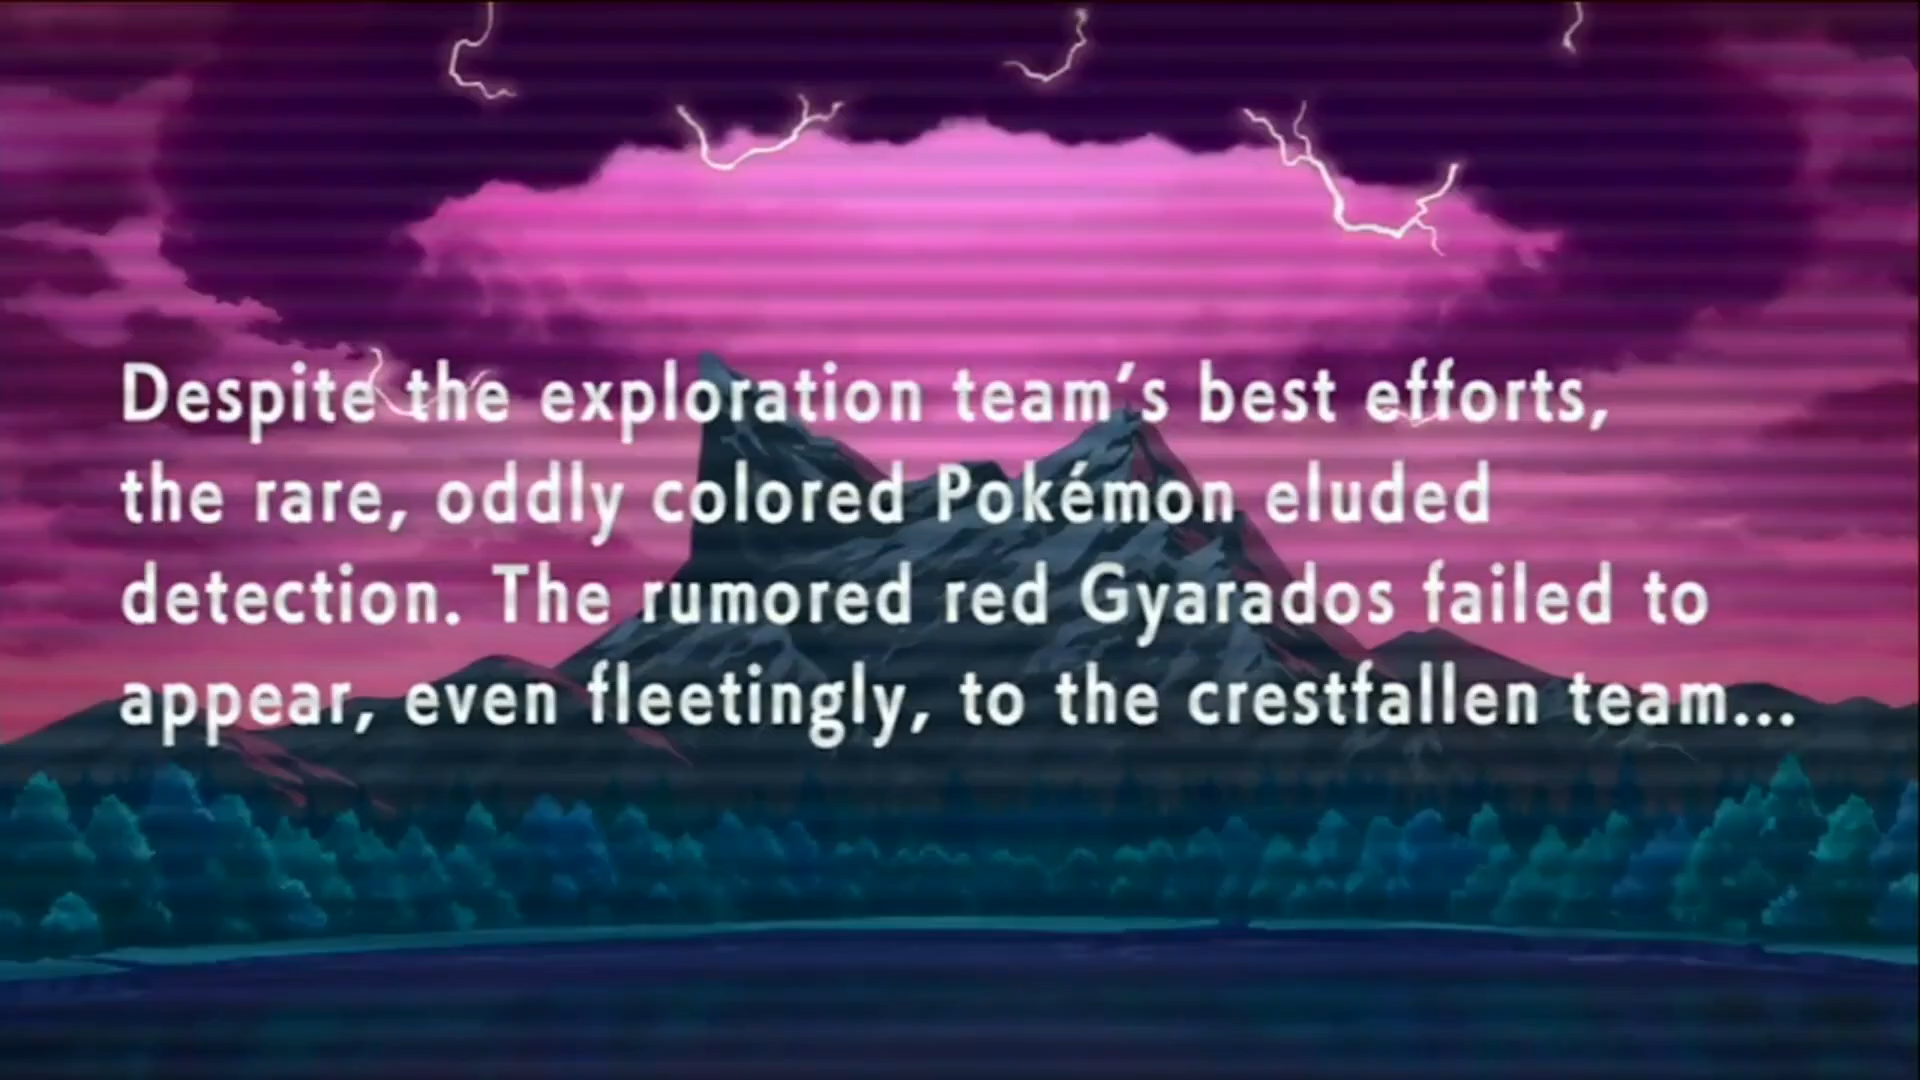 Despite the exploration team's best efforts,
the rare, oddly colored Pokémon eluded
detection. The rumored red Gyarados failed to
appear, even fleetingly, to the crestfallen team...